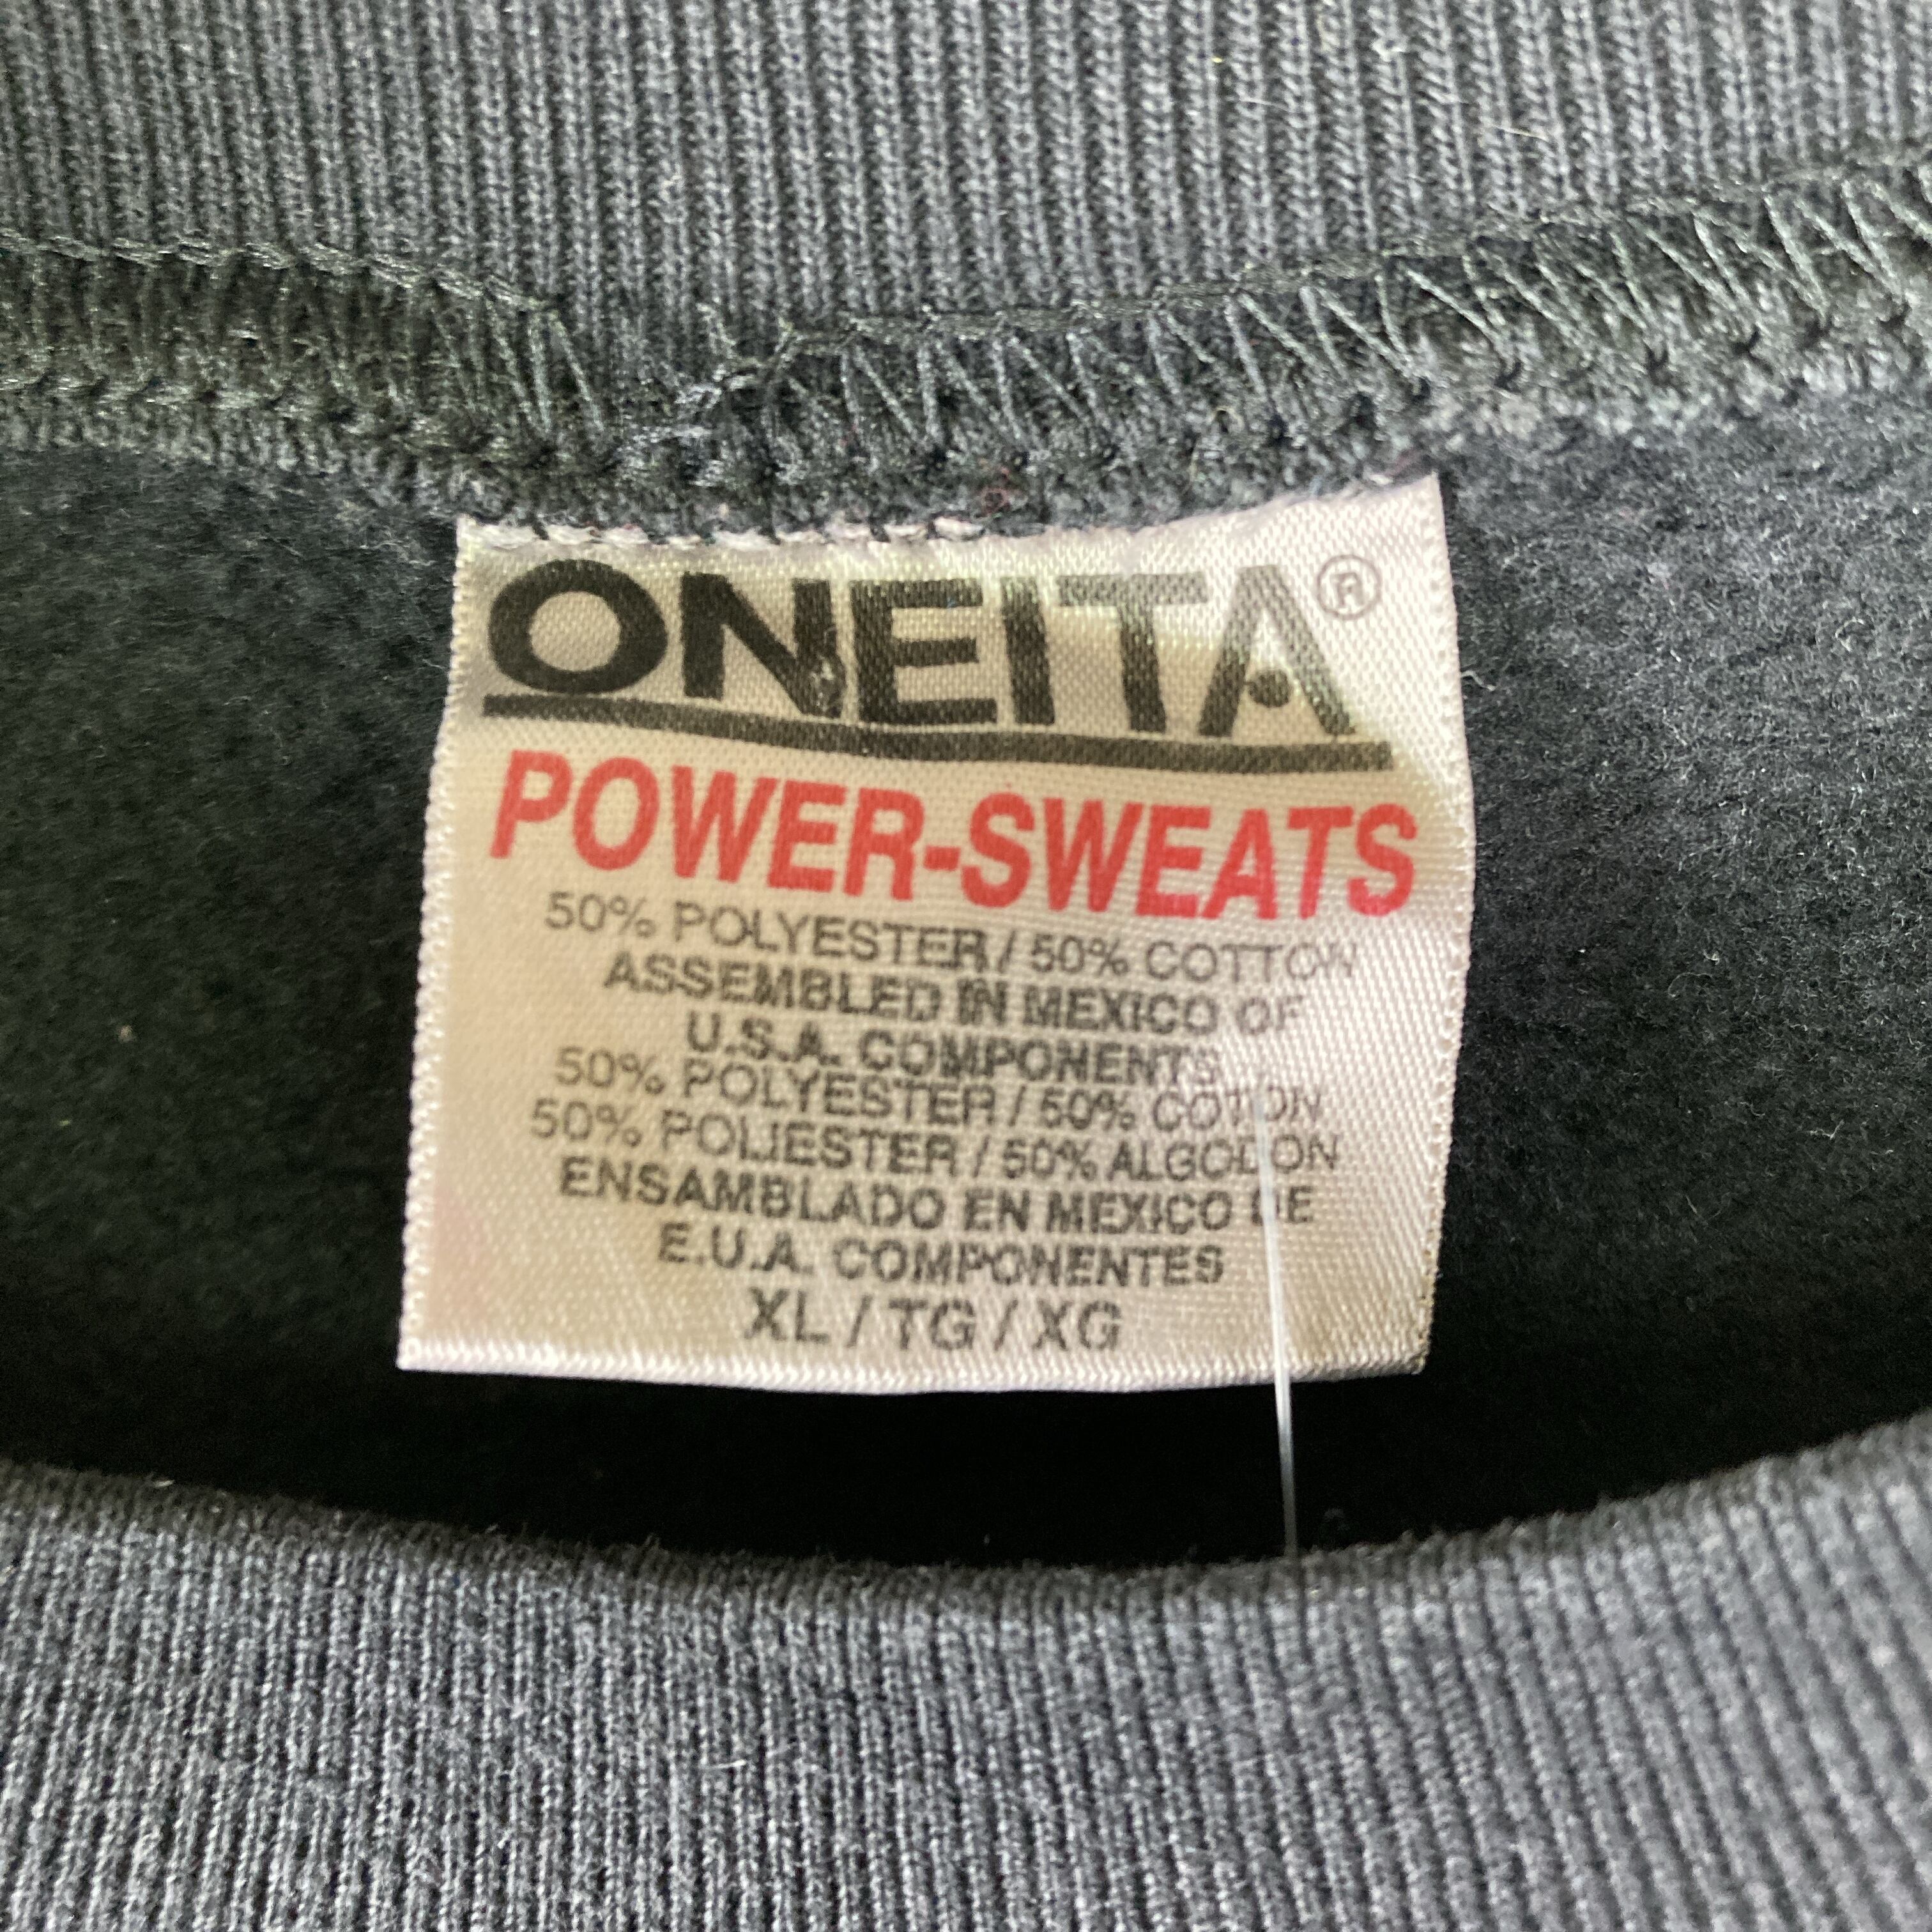 ONEITA®
POWER-SWEATS
50% POLYESTER / 50% COTTON
ASSEMBLED IN MEXICO OF
U.S.A. COMPONENTS
50% POLYESTER / 50% COTON
50% POLIESTER / 50% ALGODON
ENSAMBLADO EN MEXICO DE
E.U.A. COMPONENTES
XL / TG / XG